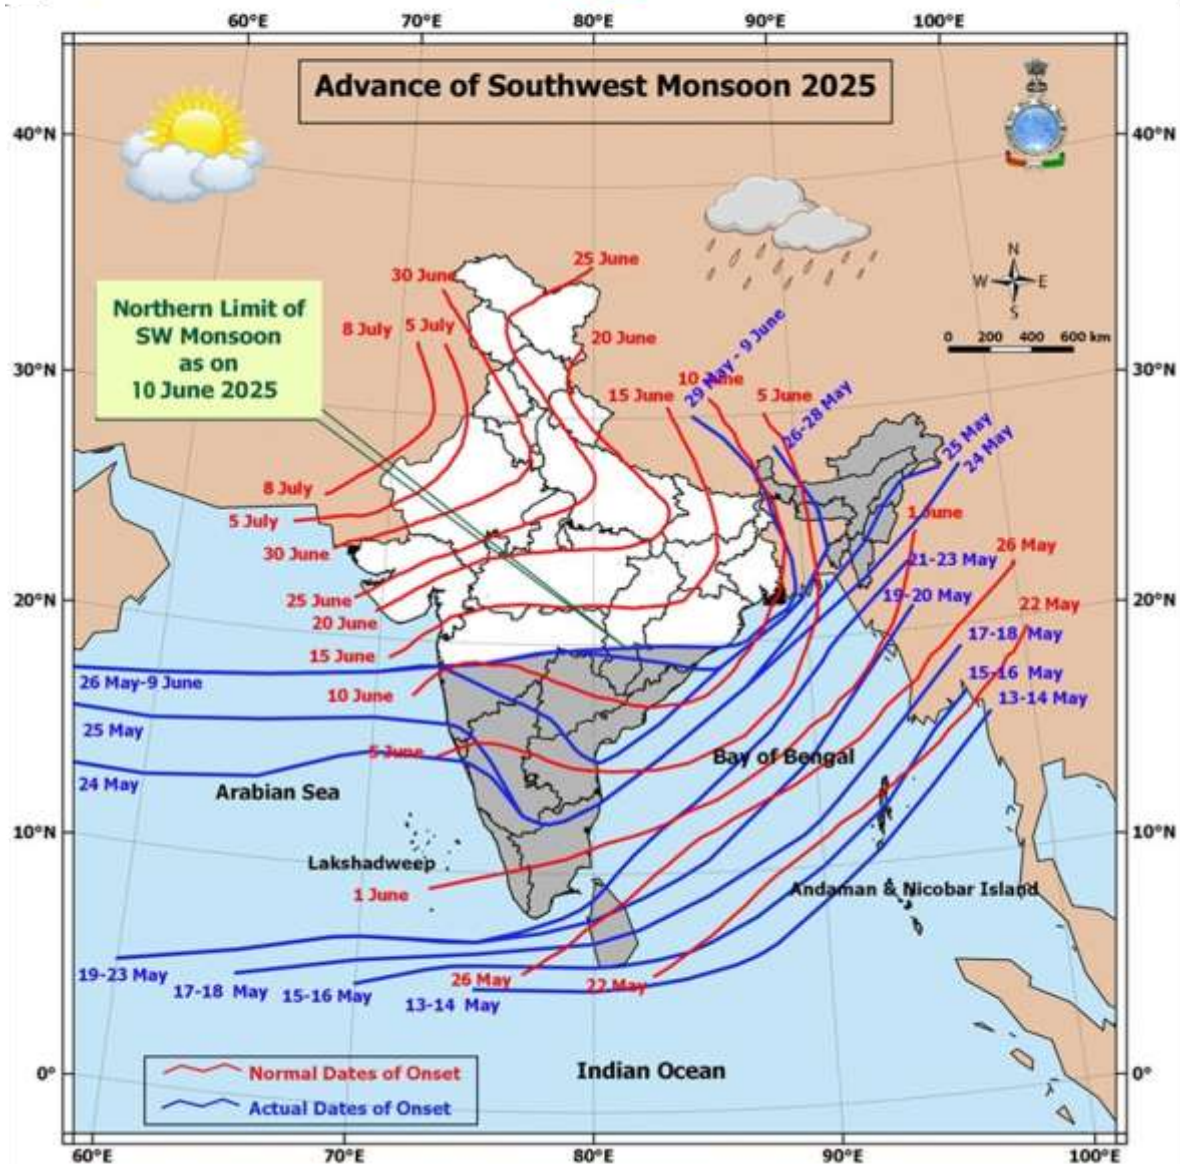 60°E 70°E 80°E 90°E 100°E
Advance of Southwest Monsoon 2025
40°N 40°N
N
W E
S
0 200 400 600 km
25 June
30 June
Northern Limit of
SW Monsoon
as on
10 June 2025
8 July 5 July
20 June
29 May - 9 June
30°N 30°N
10 June
15 June
5 June
26-28 May
25 May
24 May
8 July
5 July
1 June
30 June
26 May
21-23 May
25 June
20°N 20°N
19-20 May
22 May
20 June
17-18 May
15 June
15-16 May
26 May-9 June
10 June
13-14 May
25 May
5 June
Bay of Bengal
24 May
Arabian Sea
10°N 10°N
Lakshadweep
1 June
Andaman & Nicobar Island
19-23 May
17-18 May
15-16 May
26 May
22 May
13-14 May
Indian Ocean
0° 0°
Normal Dates of Onset
Actual Dates of Onset
60°E 70°E 80°E 90°E 100°E